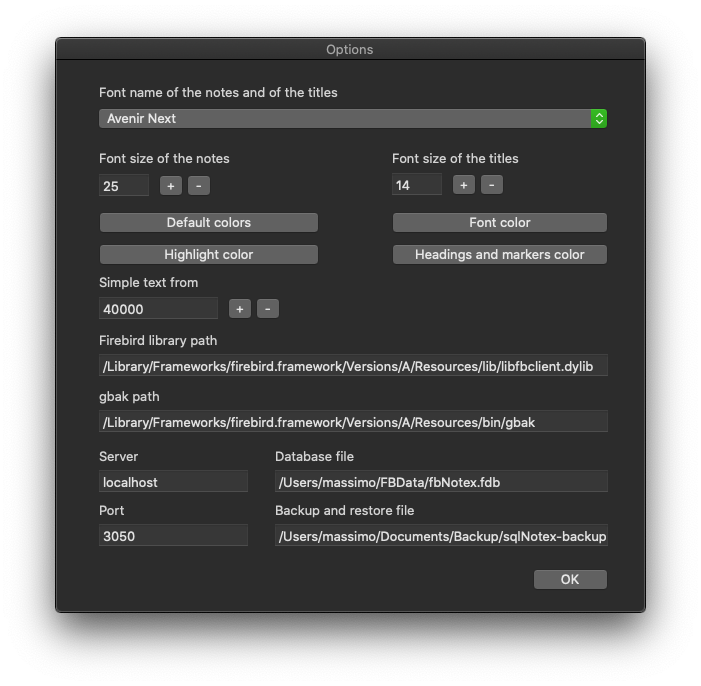 Options
Font name of the notes and of the titles
Avenir Next
Font size of the notes
Font size of the titles
25 + -
14 + -
Default colors
Font color
Highlight color
Headings and markers color
Simple text from
40000 + -
Firebird library path
/Library/Frameworks/firebird.framework/Versions/A/Resources/lib/libfbclient.dylib
gbak path
/Library/Frameworks/firebird.framework/Versions/A/Resources/bin/gbak
Server
Database file
localhost
/Users/massimo/FBData/fbNotex.fdb
Port
Backup and restore file
3050
/Users/massimo/Documents/Backup/sqlNotex-backup
OK